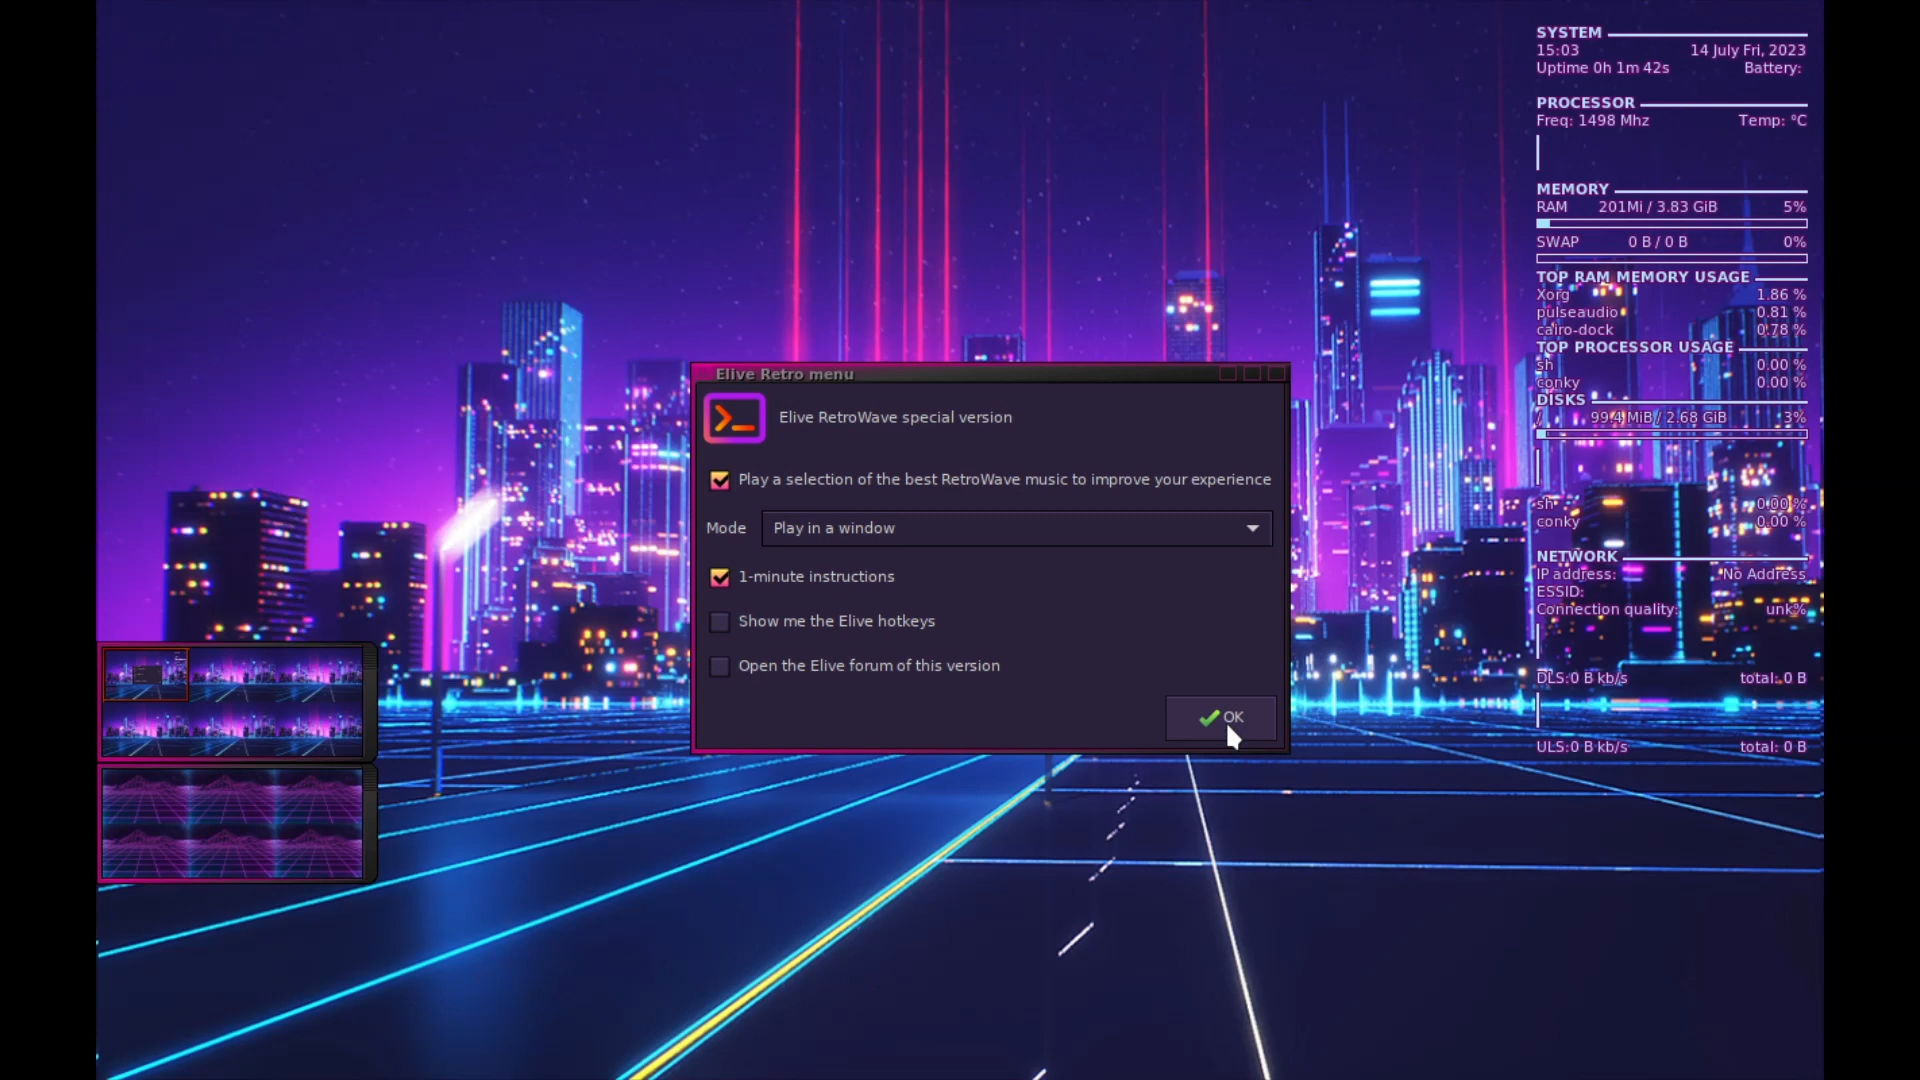 SYSTEM
15:03 14 July Fri, 2023
Uptime 0h 1m 42s Battery:
PROCESSOR
Freq: 1498 Mhz Temp: °C
MEMORY
RAM 201Mi / 3.83 GiB 5%
SWAP 0 B / 0 B 0%
TOP RAM MEMORY USAGE
Xorg 1.86 %
pulseaudio 0.81 %
cairo-dock 0.78 %
TOP PROCESSOR USAGE
sh 0.00 %
conky 0.00 %
DISKS
/ 99.4 MiB / 2.68 GiB 3%
sh 0.00 %
conky 0.00 %
NETWORK
IP address: No Address
ESSID:
Connection quality: unk%
DLS:0 B kb/s total: 0 B
ULS:0 B kb/s total: 0 B
Elive Retro menu
Elive RetroWave special version
Play a selection of the best RetroWave music to improve your experience
Mode Play in a window
1-minute instructions
Show me the Elive hotkeys
Open the Elive forum of this version
OK